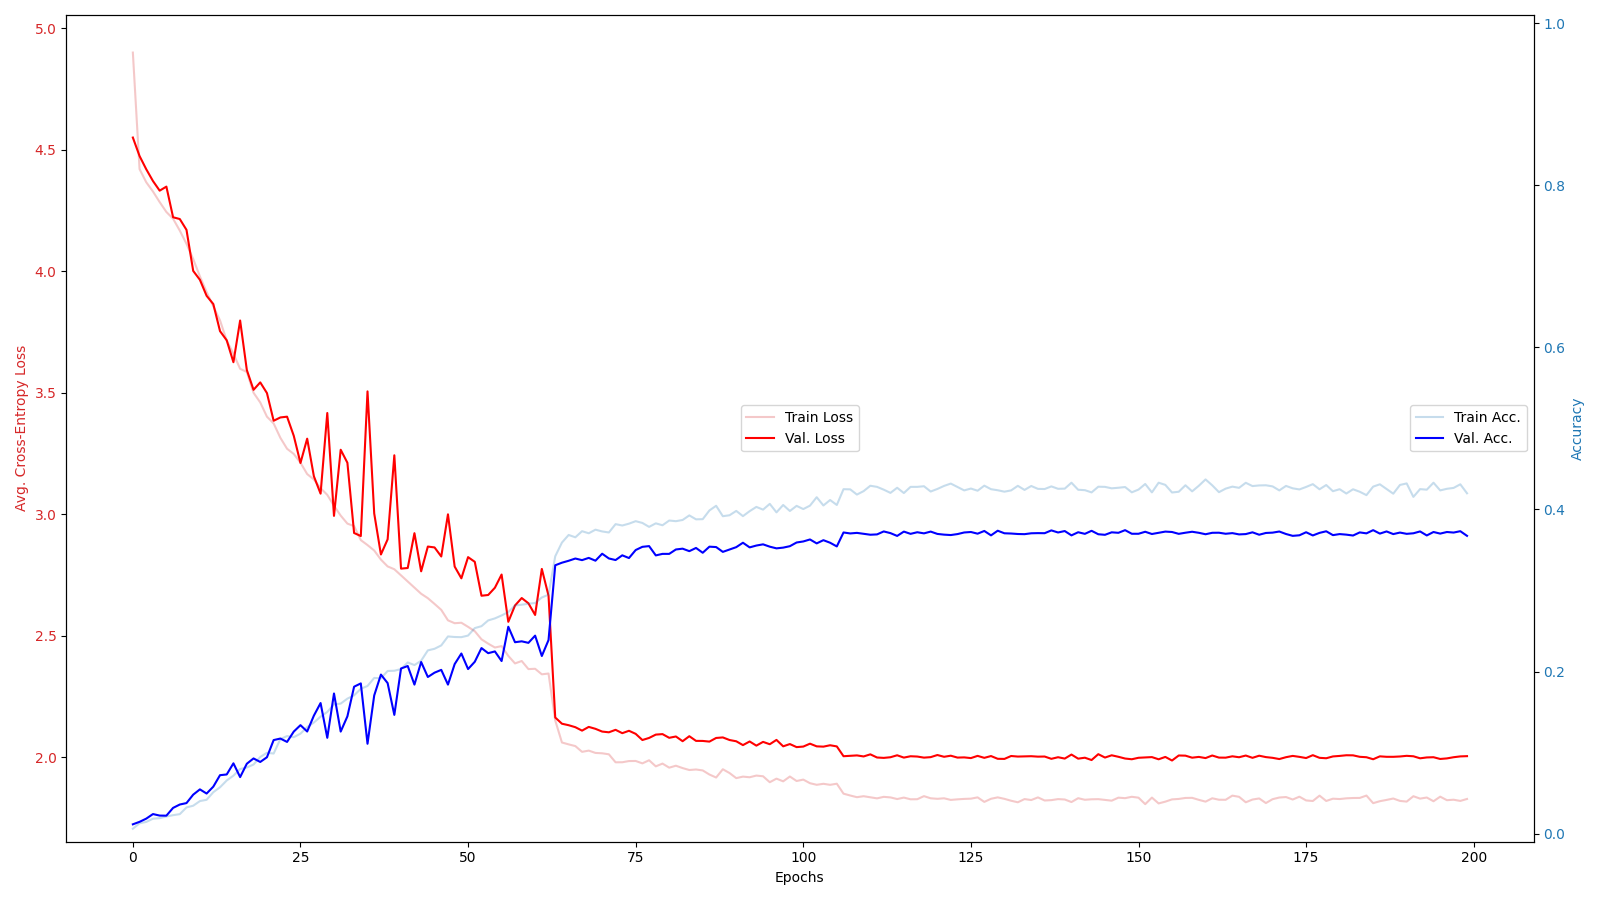 5.0
4.5
4.0
3.5
3.0
2.5
2.0
Avg. Cross-Entropy Loss
Train Loss
Val. Loss
Train Acc.
Val. Acc.
1.0
0.8
0.6
0.4
0.2
0.0
Accuracy
0 25 50 75 100 125 150 175 200
Epochs